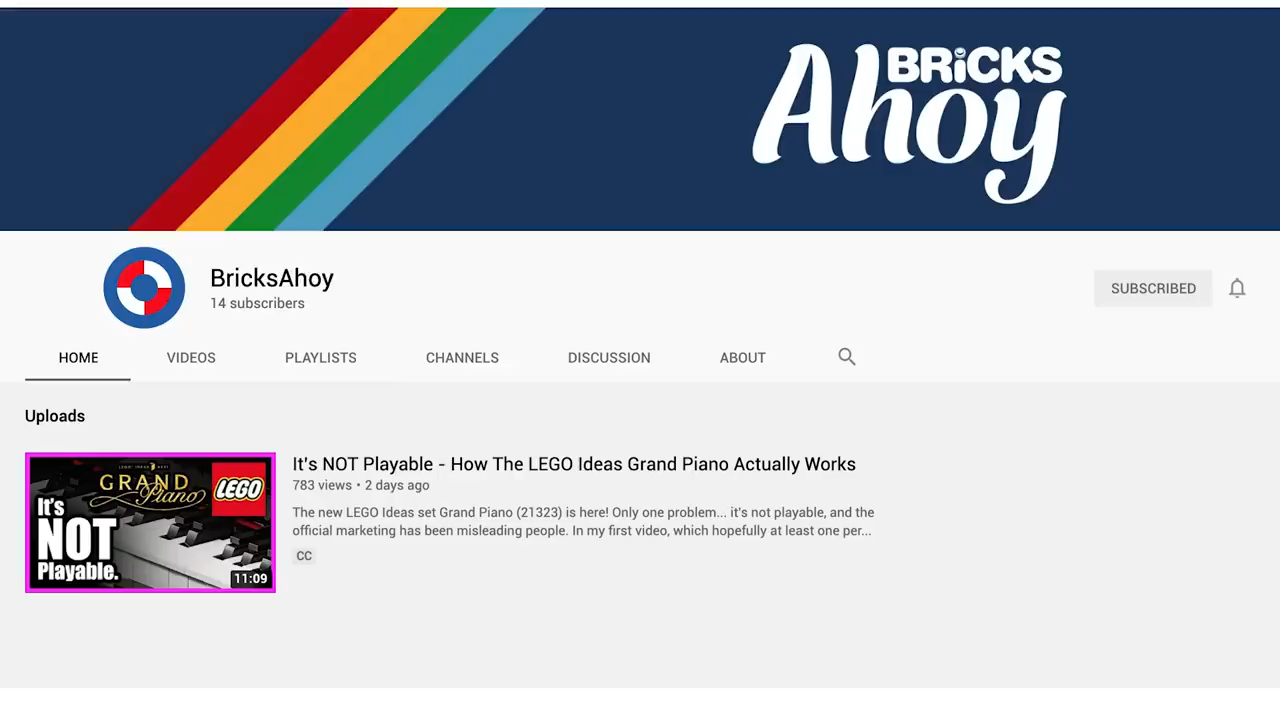 BRiCKS
Ahoy
BricksAhoy
14 subscribers
SUBSCRIBED
HOME VIDEOS PLAYLISTS CHANNELS DISCUSSION ABOUT
Uploads
LEGO IDEAS
GRAND
Piano
LEGO
It's
NOT
Playable.
11:09
It's NOT Playable - How The LEGO Ideas Grand Piano Actually Works
783 views • 2 days ago
The new LEGO Ideas set Grand Piano (21323) is here! Only one problem... it's not playable, and the
official marketing has been misleading people. In my first video, which hopefully at least one per...
CC